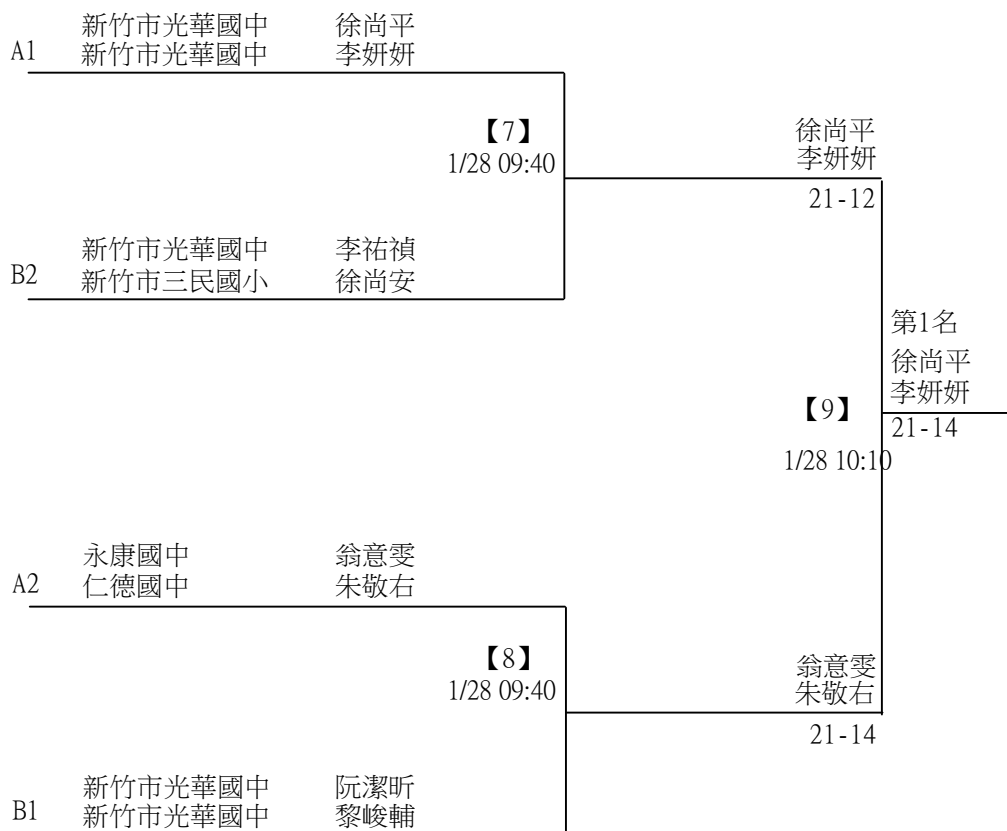 A1 新竹市光華國中 徐尚平
新竹市光華國中 李妍妍
【7】
1/28 09:40
徐尚平
李妍妍
21-12
B2 新竹市光華國中 李祐禎
新竹市三民國小 徐尚安
第1名
徐尚平
李妍妍
【9】
21-14
1/28 10:10
A2 永康國中 翁意雯
仁德國中 朱敬右
【8】
1/28 09:40
翁意雯
朱敬右
21-14
B1 新竹市光華國中 阮潔昕
新竹市光華國中 黎峻輔